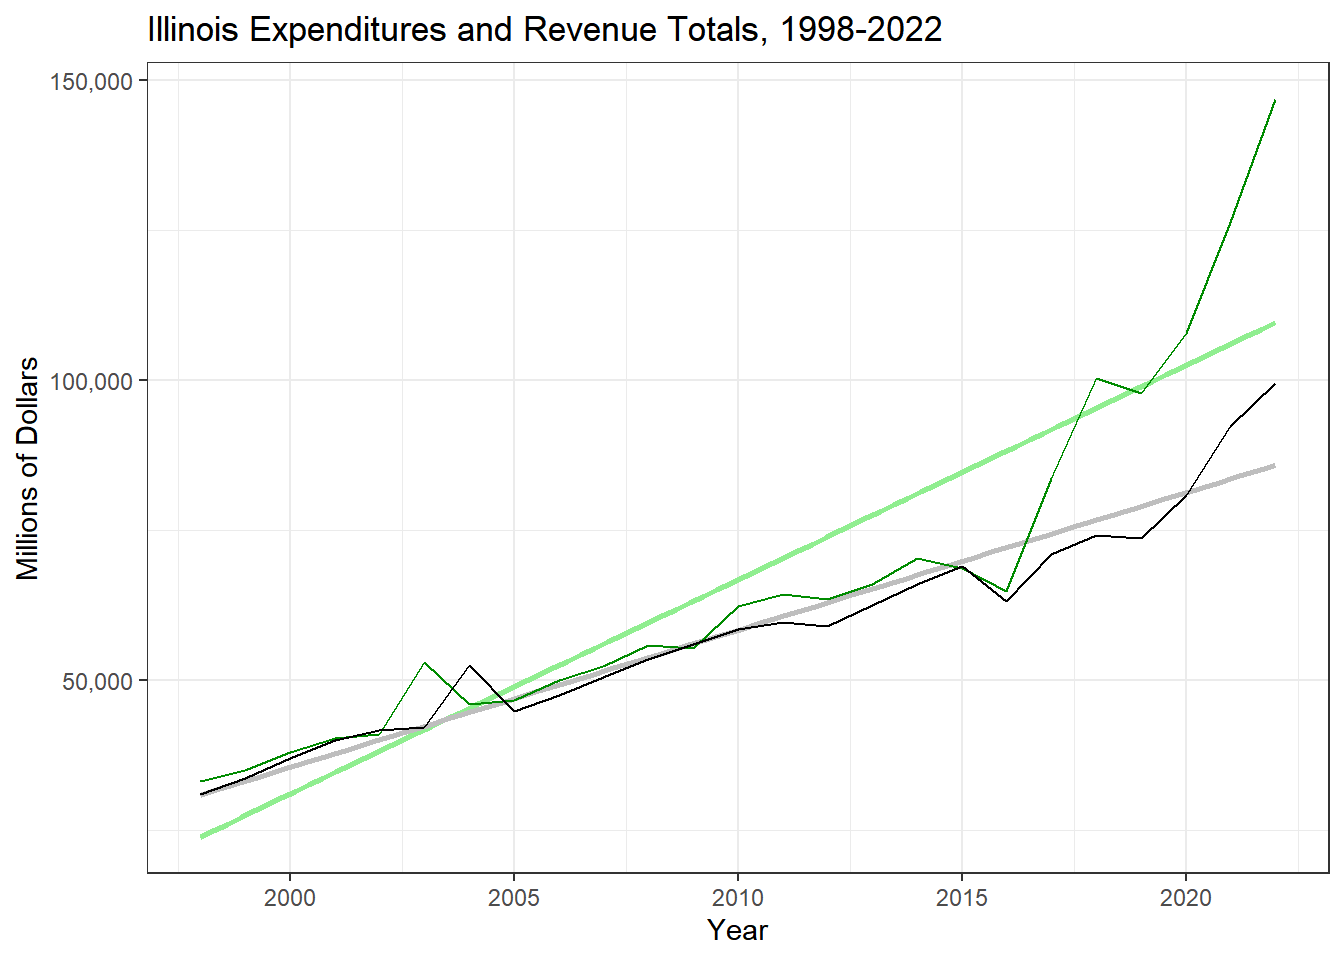 Illinois Expenditures and Revenue Totals, 1998-2022
150,000
100,000
50,000
Millions of Dollars
2000 2005 2010 2015 2020
Year